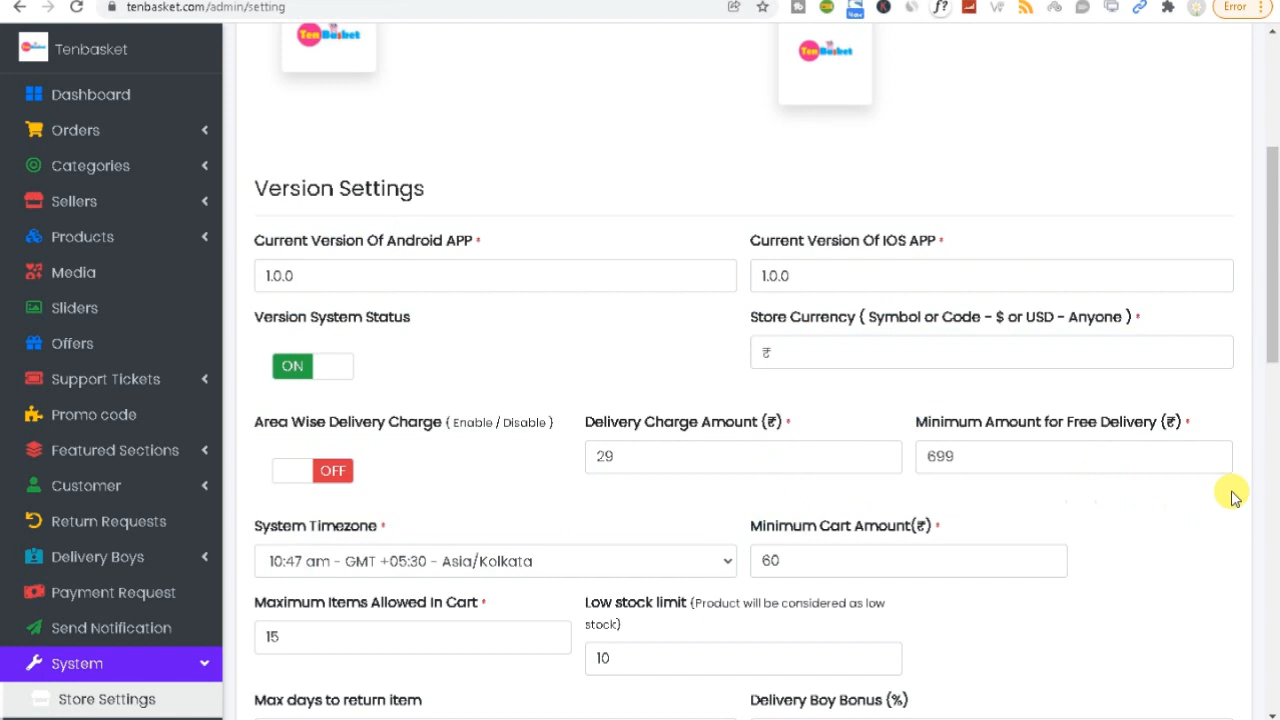 tenbasket.com/admin/setting
Error
Tenbasket
Dashboard
Orders
Categories
Sellers
Products
Media
Sliders
Offers
Support Tickets
Promo code
Featured Sections
Customer
Return Requests
Delivery Boys
Payment Request
Send Notification
System
Store Settings
Ten Basket
Ten Basket
Version Settings
Current Version Of Android APP *
Current Version Of IOS APP *
1.0.0
1.0.0
Version System Status
Store Currency ( Symbol or Code - $ or USD - Anyone ) *
ON
₹
Area Wise Delivery Charge ( Enable / Disable )
Delivery Charge Amount (₹) *
Minimum Amount for Free Delivery (₹) *
OFF
29
699
System Timezone *
Minimum Cart Amount(₹) *
10:47 am - GMT +05:30 - Asia/Kolkata
60
Maximum Items Allowed In Cart *
Low stock limit (Product will be considered as low
stock)
15
10
Max days to return item
Delivery Boy Bonus (%)